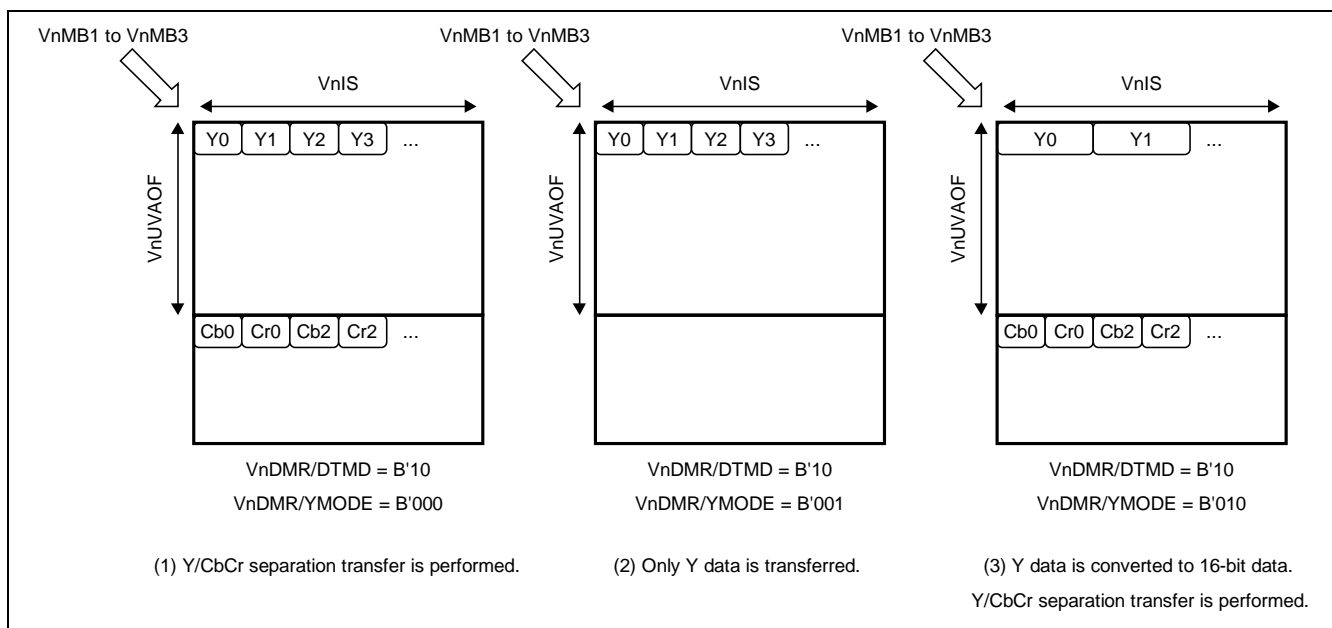 VnMB1 to VnMB3
VnIS
VnUVAOF
Y0 Y1 Y2 Y3 ...
Cb0 Cr0 Cb2 Cr2 ...
VnDMR/DTMD = B'10
VnDMR/YMODE = B'000
(1) Y/CbCr separation transfer is performed.
VnMB1 to VnMB3
VnIS
VnUVAOF
Y0 Y1 Y2 Y3 ...
VnDMR/DTMD = B'10
VnDMR/YMODE = B'001
(2) Only Y data is transferred.
VnMB1 to VnMB3
VnIS
VnUVAOF
Y0 Y1 ...
Cb0 Cr0 Cb2 Cr2 ...
VnDMR/DTMD = B'10
VnDMR/YMODE = B'010
(3) Y data is converted to 16-bit data.
Y/CbCr separation transfer is performed.